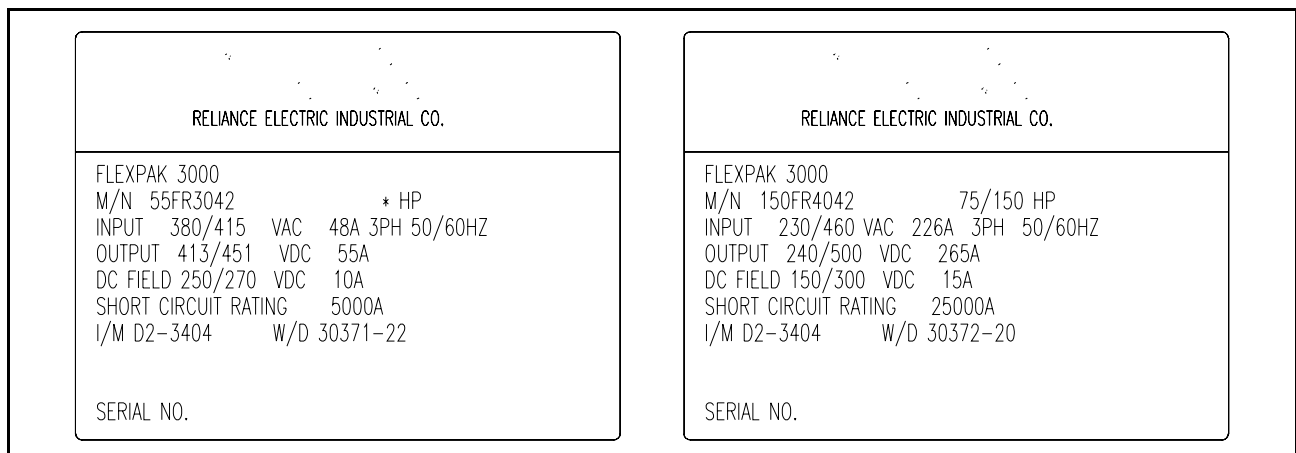 RELIANCE ELECTRIC INDUSTRIAL CO.
FLEXPAK 3000
M/N 55FR3042 * HP
INPUT 380/415 VAC 48A 3PH 50/60HZ
OUTPUT 413/451 VDC 55A
DC FIELD 250/270 VDC 10A
SHORT CIRCUIT RATING 5000A
I/M D2-3404 W/D 30371-22
SERIAL NO.
RELIANCE ELECTRIC INDUSTRIAL CO.
FLEXPAK 3000
M/N 150FR4042 75/150 HP
INPUT 230/460 VAC 226A 3PH 50/60HZ
OUTPUT 240/500 VDC 265A
DC FIELD 150/300 VDC 15A
SHORT CIRCUIT RATING 25000A
I/M D2-3404 W/D 30372-20
SERIAL NO.